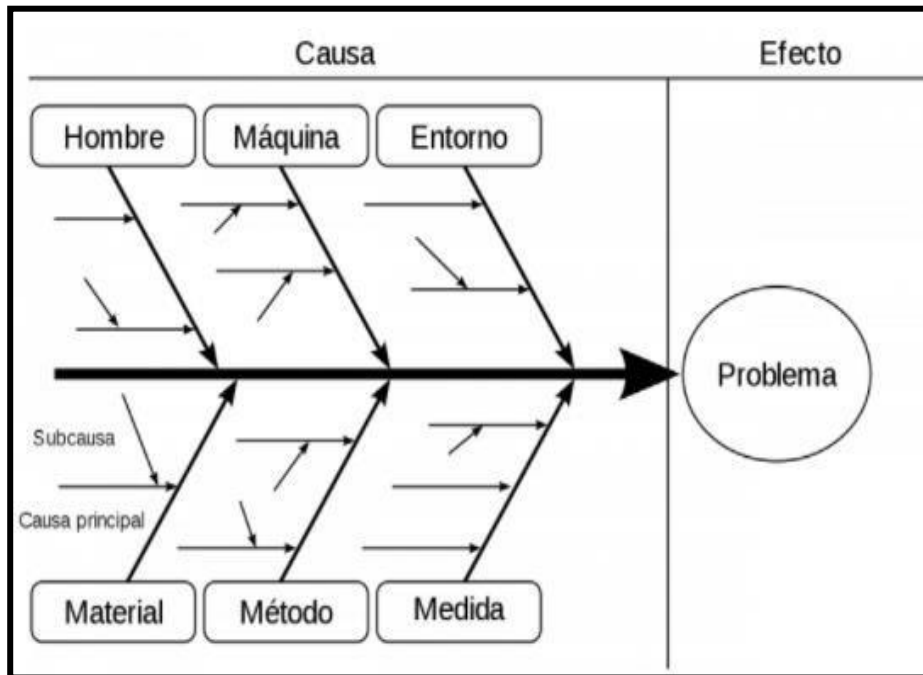 Causa
Efecto
Hombre
Máquina
Entorno
Problema
Subcausa
Causa principal
Material
Método
Medida